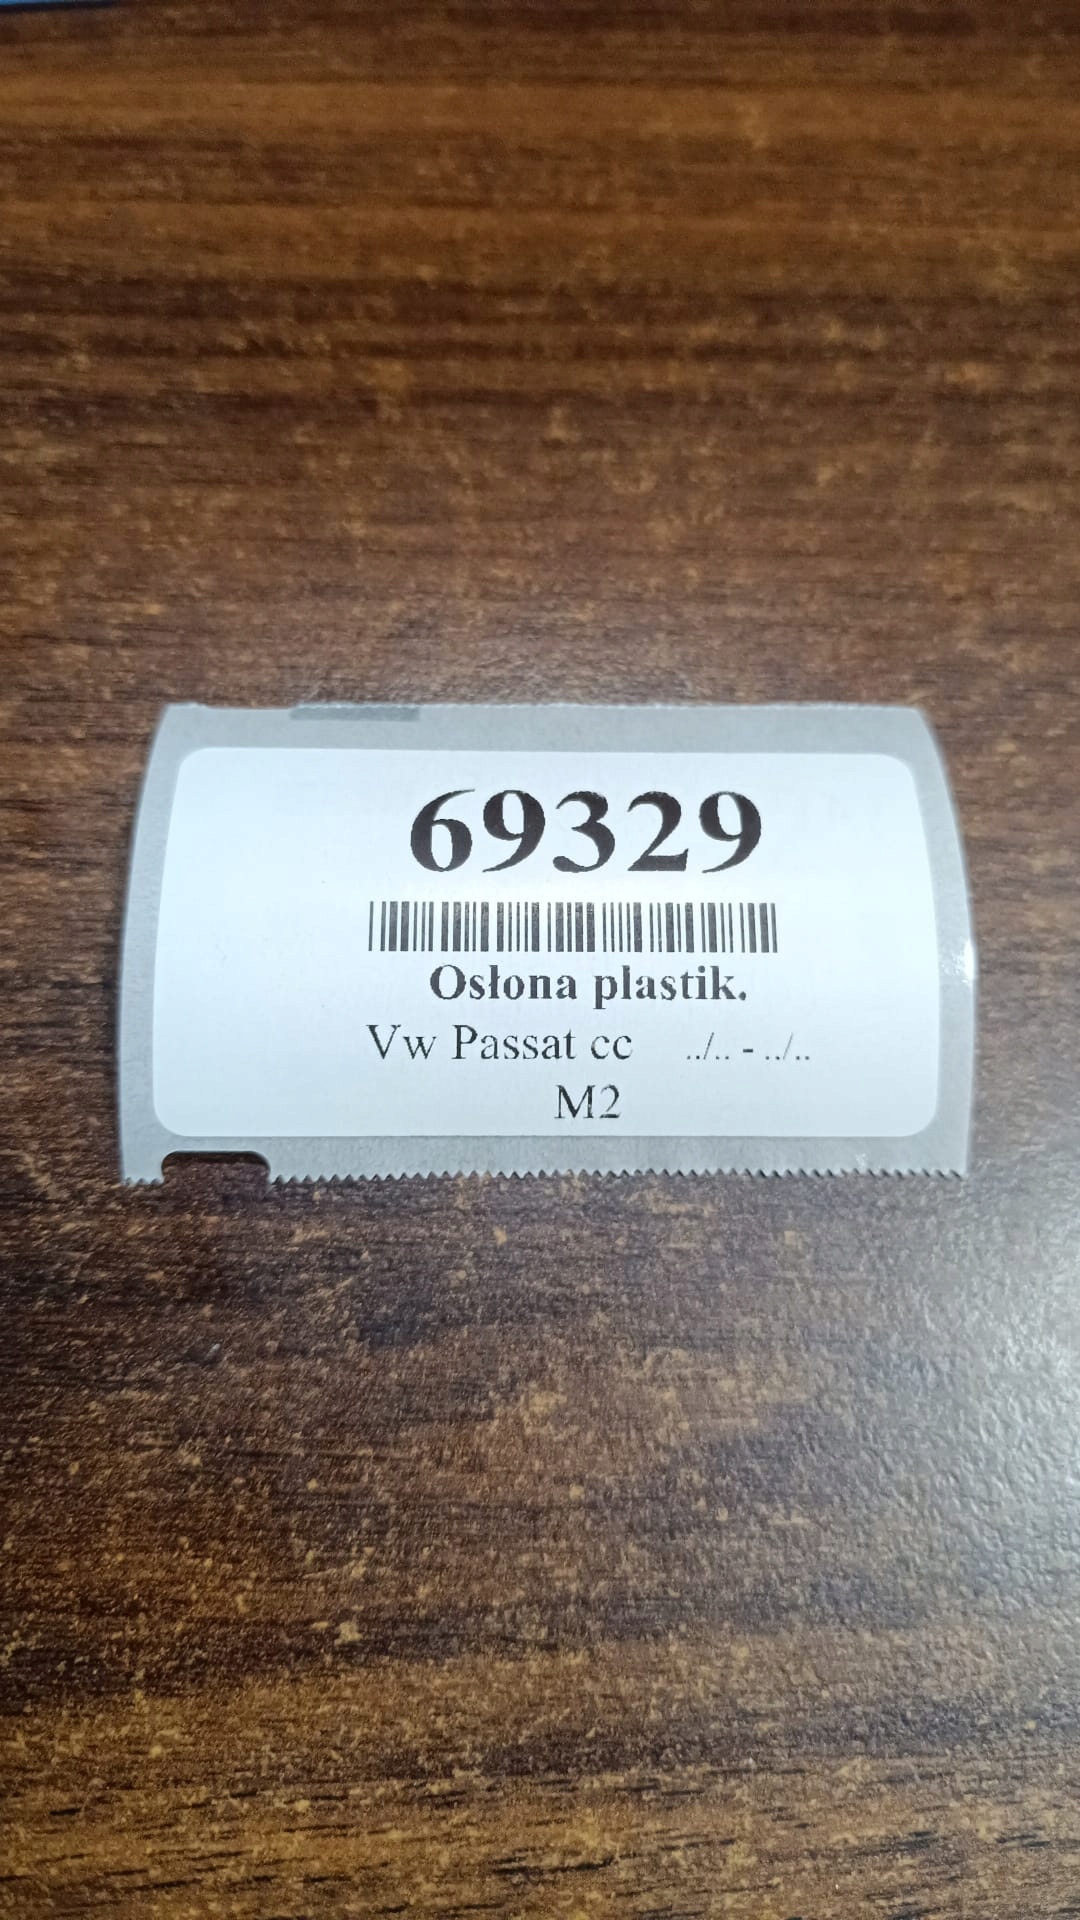 69329
Osłona plastik.
Vw Passat cc ../.. - ../..
M2